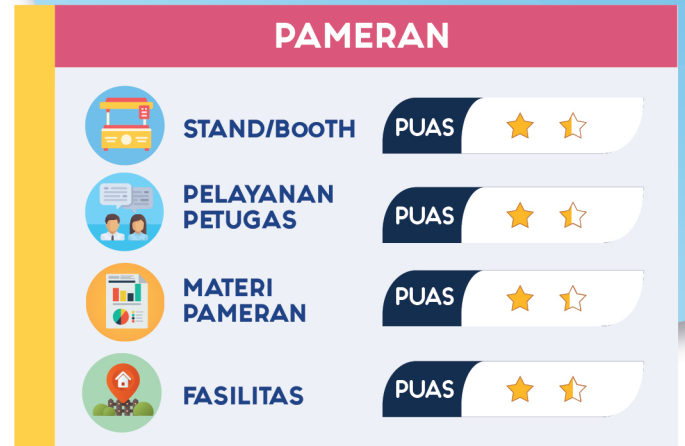 PAMERAN
STAND/BOOTH PUAS
PELAYANAN
PETUGAS
PUAS
MATERI
PAMERAN
PUAS
FASILITAS PUAS